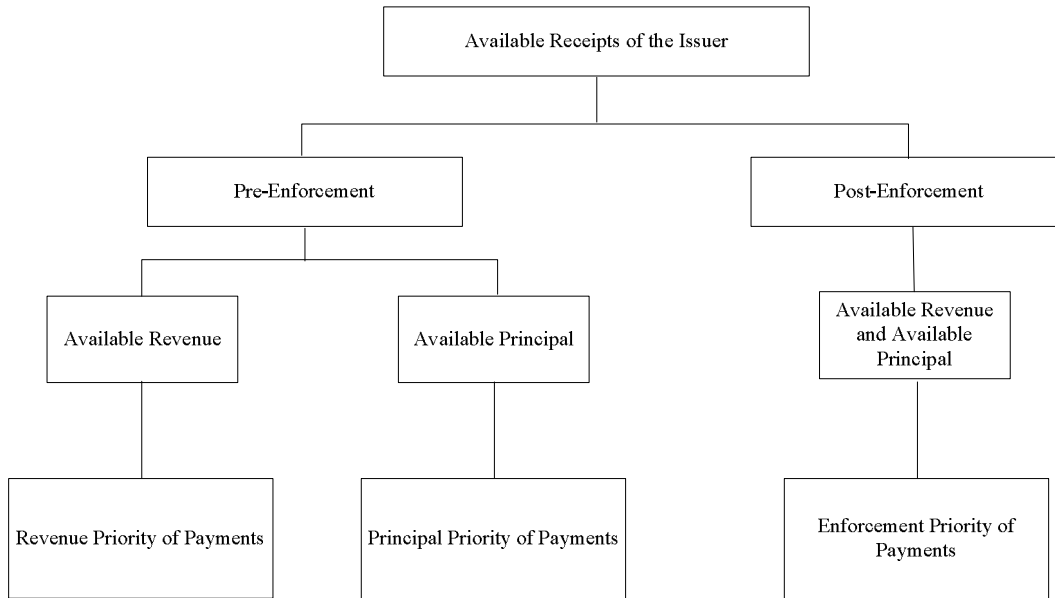 Available Receipts of the Issuer
Pre-Enforcement
Post-Enforcement
Available Revenue
Available Principal
Available Revenue
and Available
Principal
Revenue Priority of Payments
Principal Priority of Payments
Enforcement Priority of
Payments